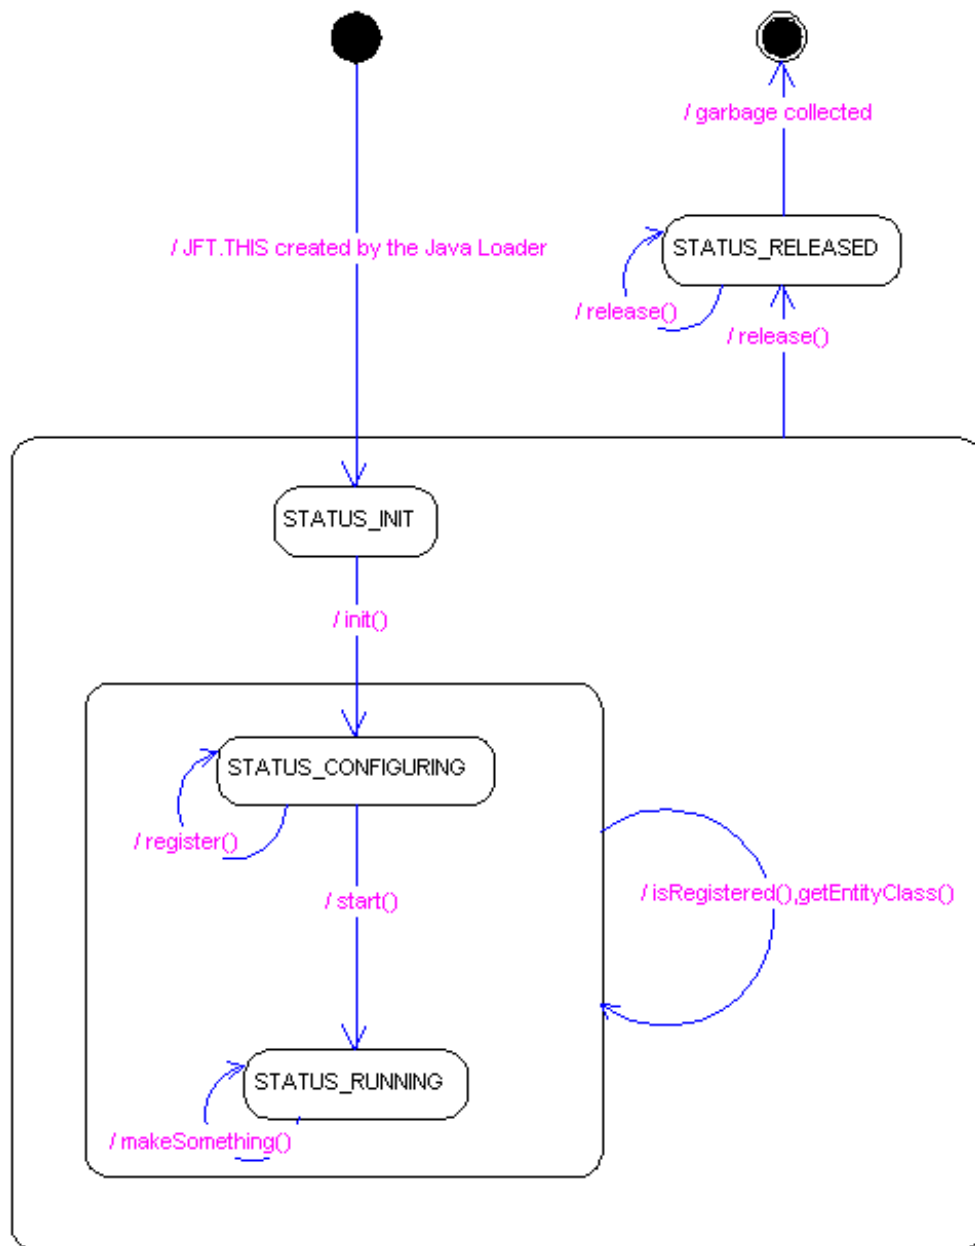 / garbage collected
/ JFT.THIS created by the Java Loader
STATUS_RELEASED
/ release()
/ release()
STATUS_INIT
/ init()
STATUS_CONFIGURING
/ register()
/ start()
/ isRegistered(),getEntityClass()
STATUS_RUNNING
/ makeSomething()